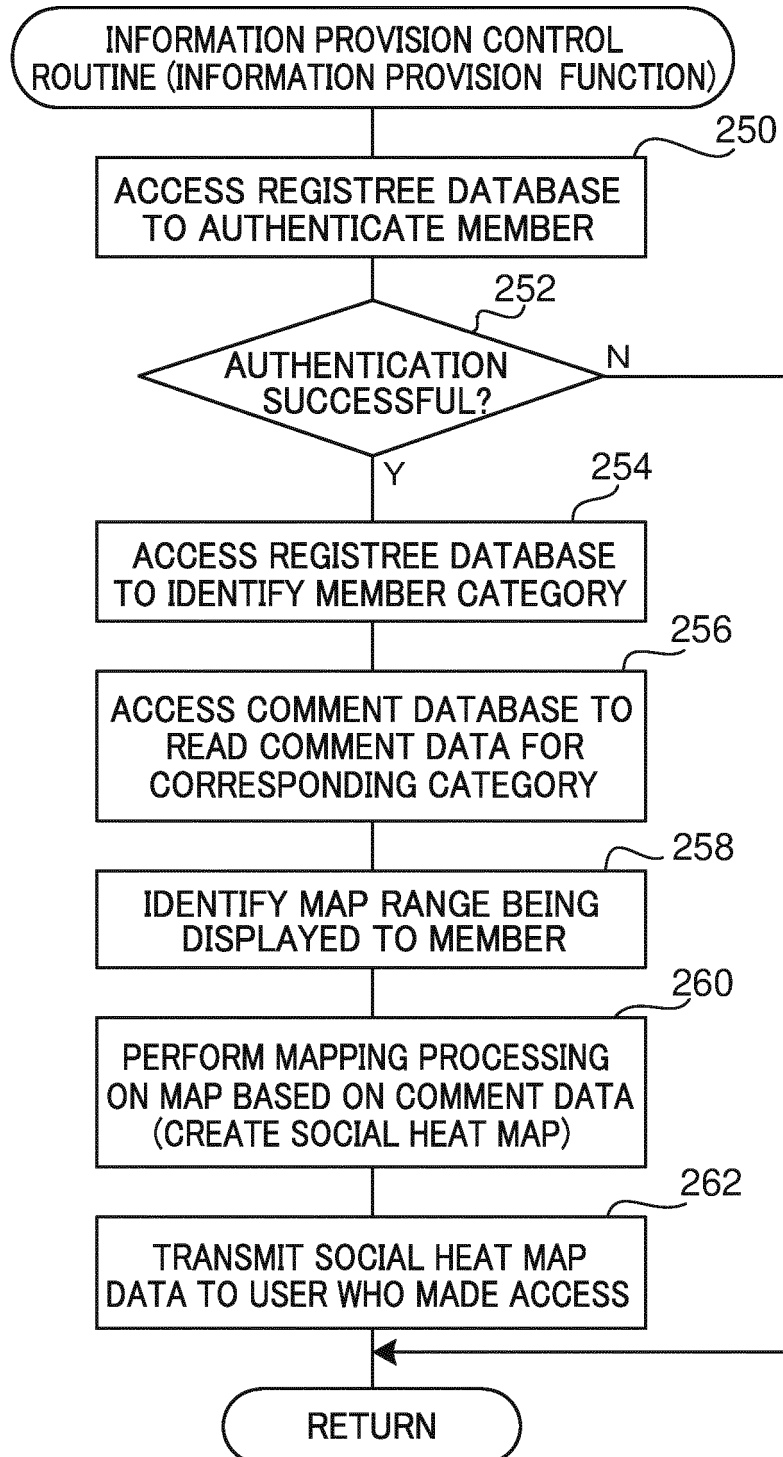 INFORMATION PROVISION CONTROL
ROUTINE (INFORMATION PROVISION FUNCTION)
250
ACCESS REGISTREE DATABASE
TO AUTHENTICATE MEMBER
252
AUTHENTICATION
SUCCESSFUL?
N
Y
254
ACCESS REGISTREE DATABASE
TO IDENTIFY MEMBER CATEGORY
256
ACCESS COMMENT DATABASE TO
READ COMMENT DATA FOR
CORRESPONDING CATEGORY
258
IDENTIFY MAP RANGE BEING
DISPLAYED TO MEMBER
260
PERFORM MAPPING PROCESSING
ON MAP BASED ON COMMENT DATA
(CREATE SOCIAL HEAT MAP)
262
TRANSMIT SOCIAL HEAT MAP
DATA TO USER WHO MADE ACCESS
RETURN